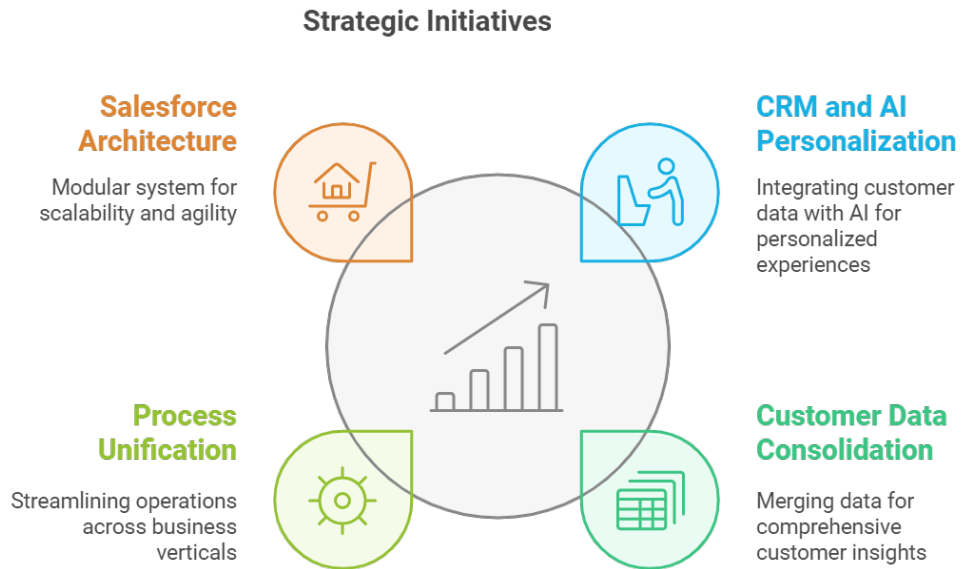 Strategic Initiatives
Salesforce
Architecture
Modular system for
scalability and agility
CRM and AI
Personalization
Integrating customer
data with AI for
personalized
experiences
Process
Unification
Streamlining operations
across business
verticals
Customer Data
Consolidation
Merging data for
comprehensive
customer insights